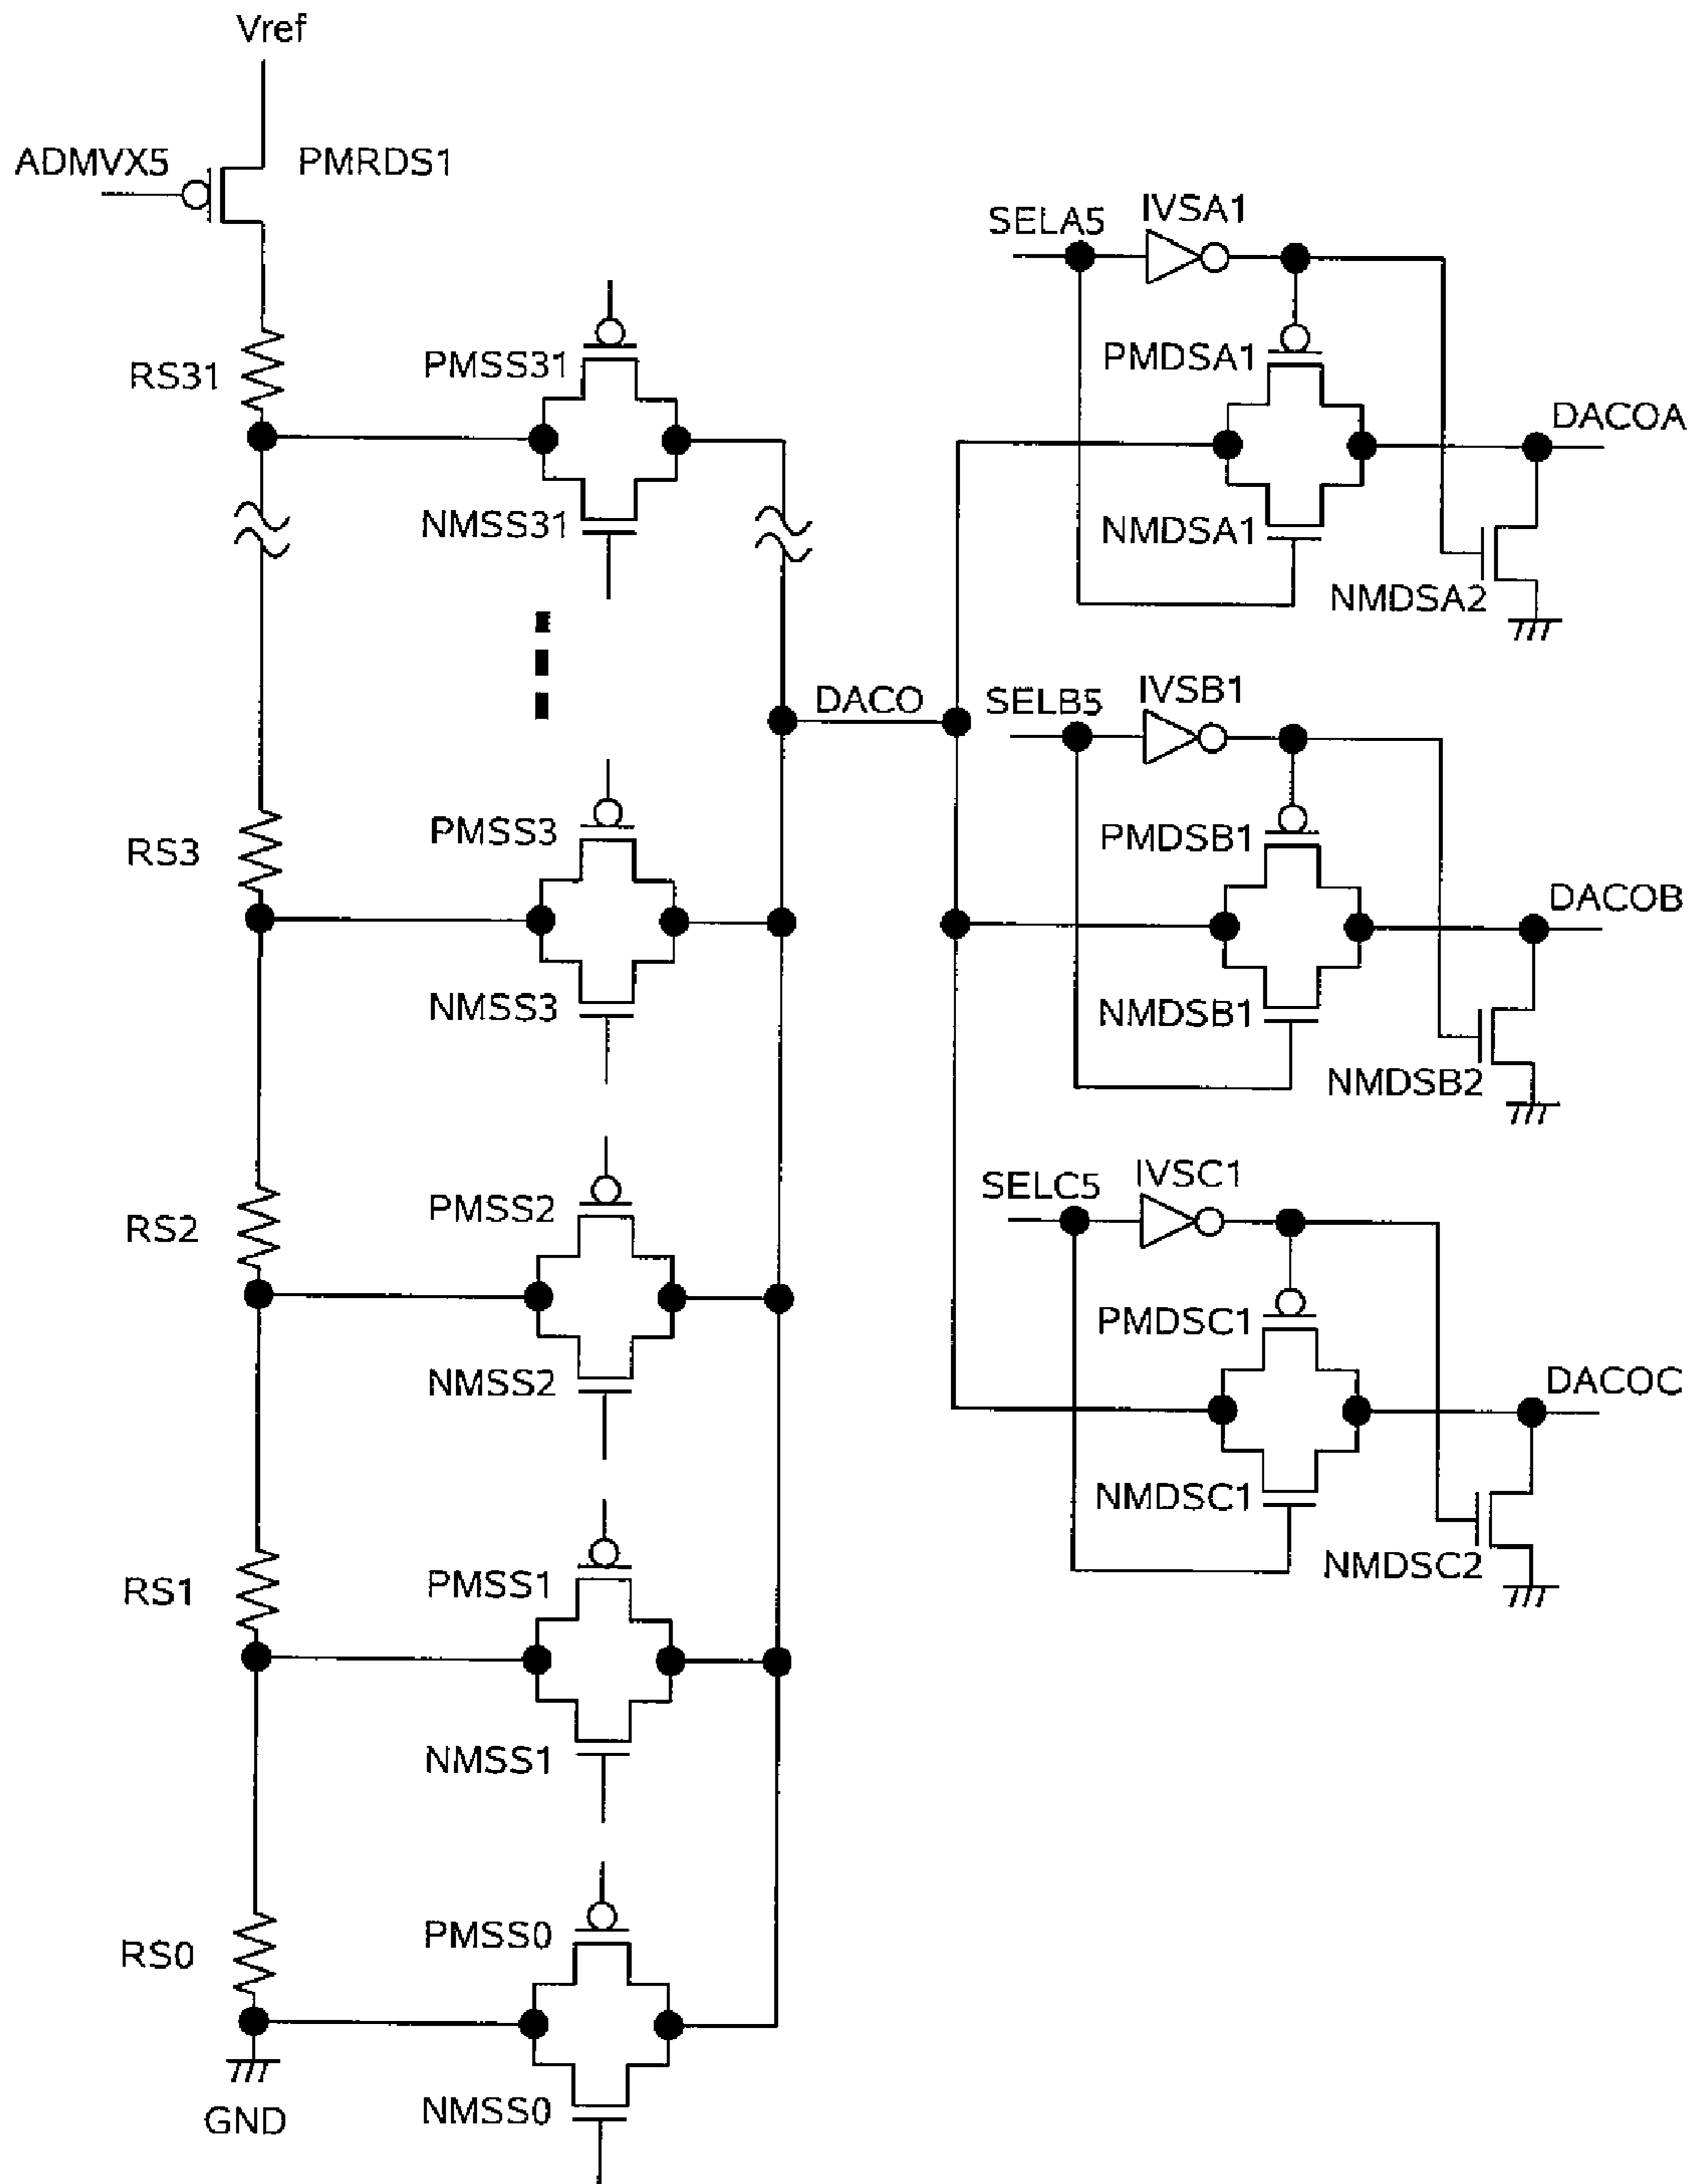 Vref
ADMVX5
PMRDS1
RS31
PMSS31
NMSS31
RS3
PMSS3
NMSS3
RS2
PMSS2
NMSS2
RS1
PMSS1
NMSS1
RS0
PMSS0
NMSS0
GND
DACO
SELA5
IVSA1
PMDSA1
NMDSA1
DACOA
NMDSA2
SELB5
IVSB1
PMDSB1
NMDSB1
DACOB
NMDSB2
SELC5
IVSC1
PMDSC1
NMDSC1
DACOC
NMDSC2